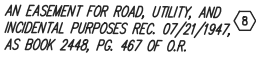 AN EASEMENT FOR ROAD, UTILITY, AND
INCIDENTAL PURPOSES REC. 07/21/1947, 8
AS BOOK 2448, PG. 467 OF O.R.